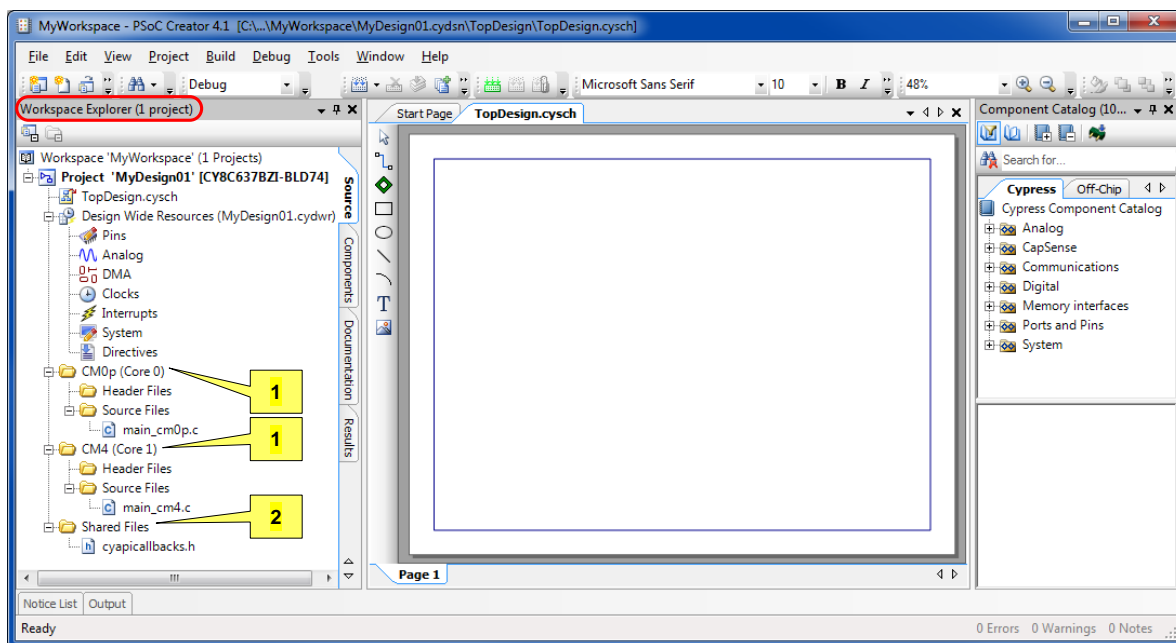 MyWorkspace - PSoC Creator 4.1 [C:\...\MyWorkspace\MyDesign01.cydsn\TopDesign\TopDesign.cysch]
File Edit View Project Build Debug Tools Window Help
Debug Microsoft Sans Serif 10 B I 48%
Workspace Explorer (1 project)
Start Page TopDesign.cysch
Component Catalog (10...
Workspace 'MyWorkspace' (1 Projects)
Project 'MyDesign01' [CY8C637BZI-BLD74]
TopDesign.cysch
Design Wide Resources (MyDesign01.cydwr)
Pins
Analog
DMA
Clocks
Interrupts
System
Directives
CM0p (Core 0)
Header Files
Source Files
main_cm0p.c
CM4 (Core 1)
Header Files
Source Files
main_cm4.c
Shared Files
cyapicallbacks.h
1
1
2
Source
Components
Documentation
Results
T
Page 1
Search for...
Cypress Off-Chip
Cypress Component Catalog
Analog
CapSense
Communications
Digital
Memory interfaces
Ports and Pins
System
Notice List Output
Ready
0 Errors 0 Warnings 0 Notes